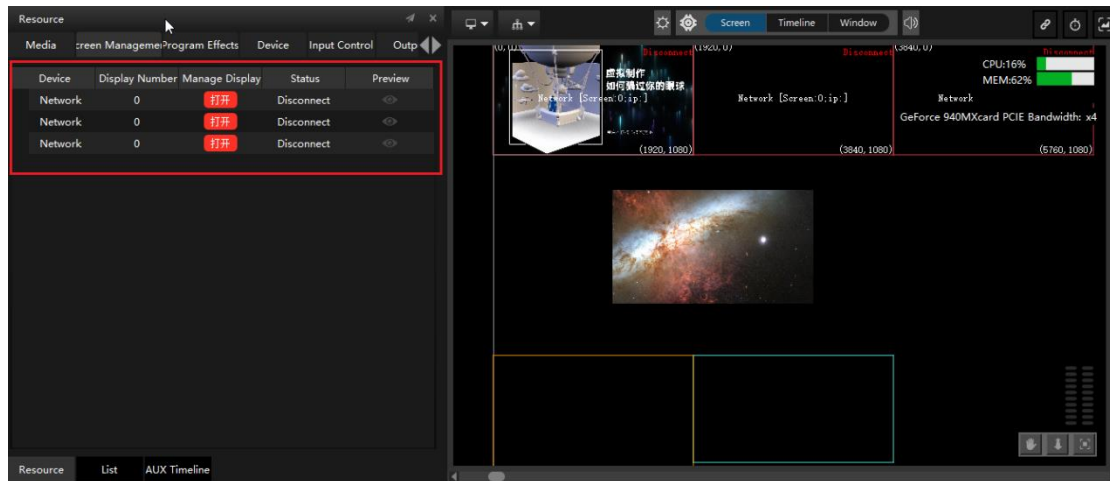 Resource
Media creen Managemen Program Effects Device Input Control Outp
Device Display Number Manage Display Status Preview
Network 0 打开 Disconnect
Network 0 打开 Disconnect
Network 0 打开 Disconnect
Resource List AUX Timeline
Screen Timeline Window
(0, 0) Disconnect (1920,0) Disconnect (3840,0) Disconnect
CPU:16%
MEM:62%
虚拟制作
如何骗过你的眼球
Network [Screen:0;ip:] Network [Screen:0;ip:] Network
GeForce 940MXcard PCIE Bandwidth: x4
(1920, 1080) (3840, 1080) (5760, 1080)